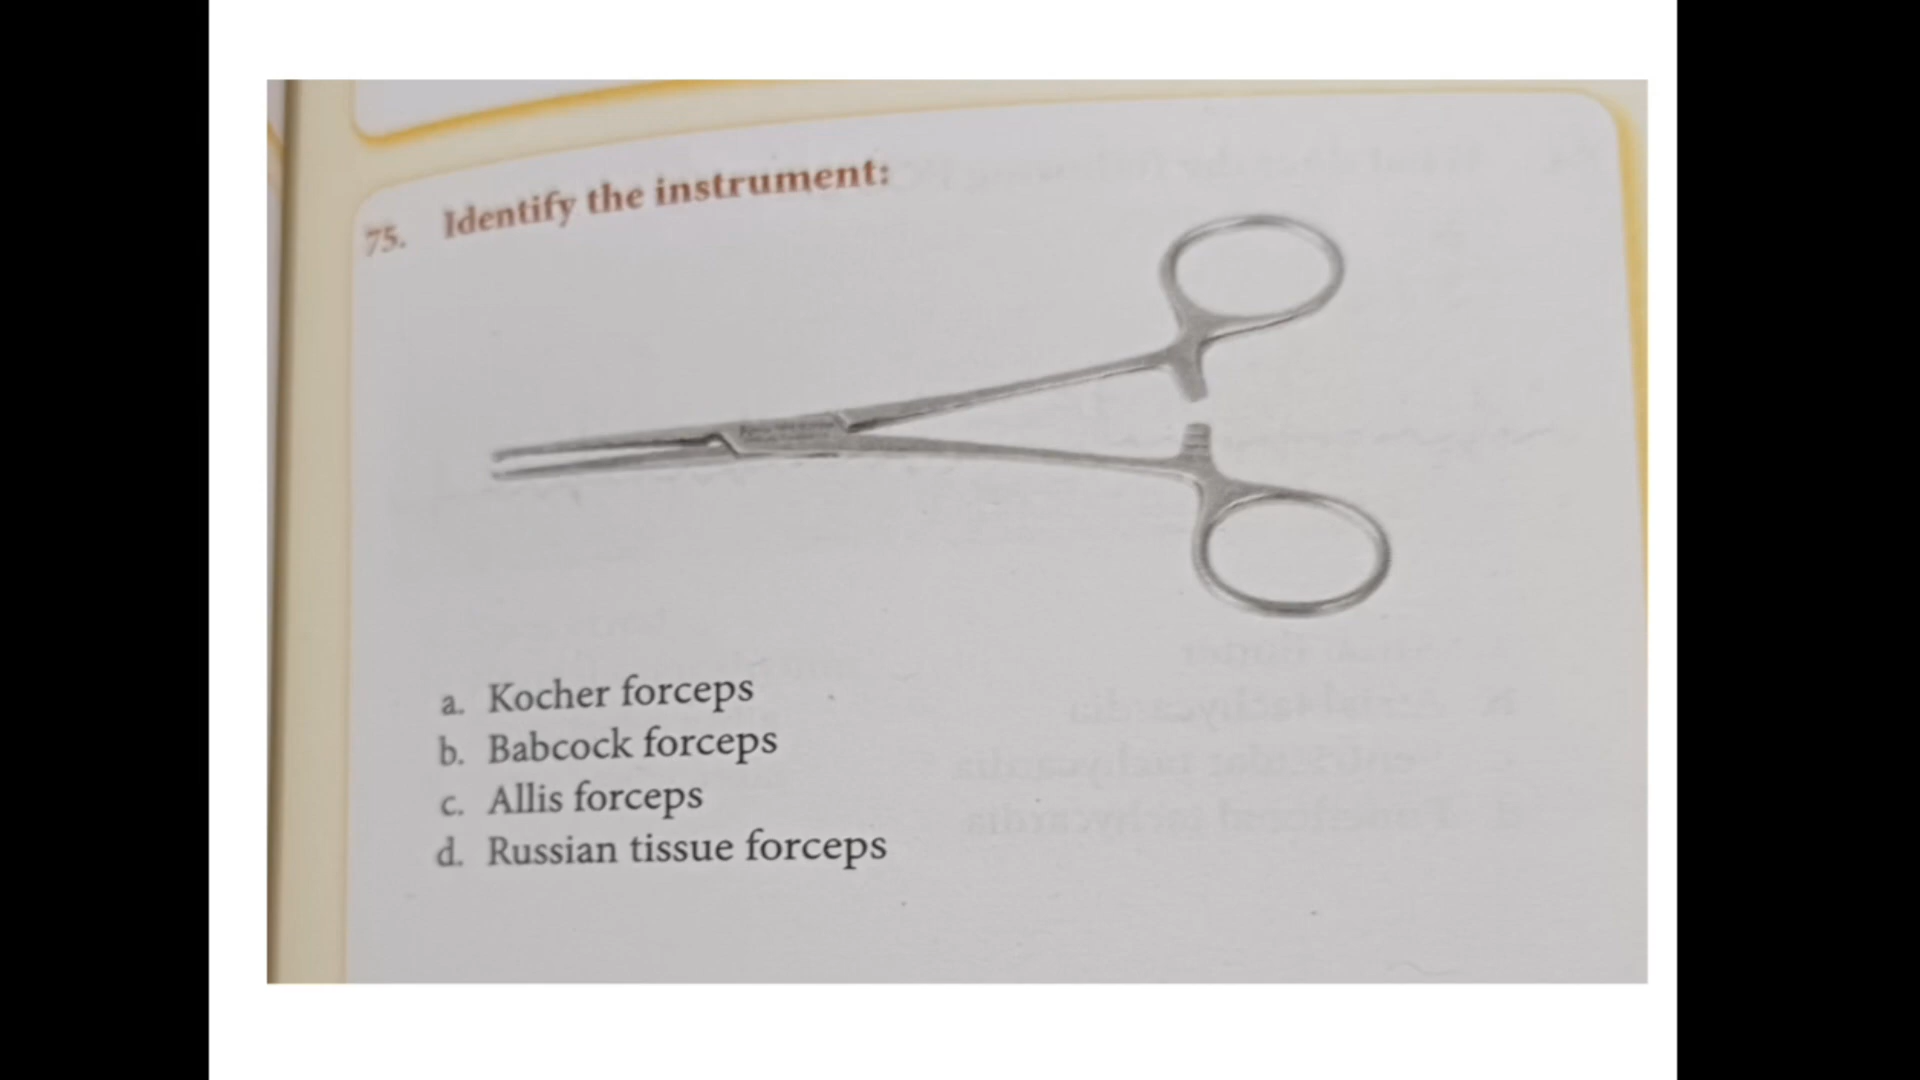 75. Identify the instrument:
a. Kocher forceps
b. Babcock forceps
c. Allis forceps
d. Russian tissue forceps